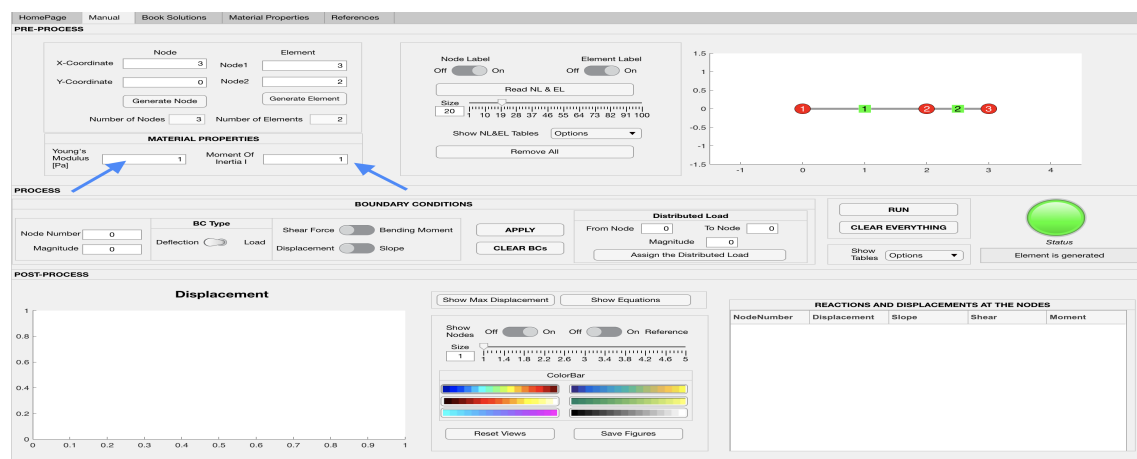 HomePage Manual Book Solutions Material Properties References
PRE-PROCESS
Node Element
X-Coordinate 3 Node1 3
Y-Coordinate 0 Node2 2
Generate Node Generate Element
Number of Nodes 3 Number of Elements 2
MATERIAL PROPERTIES
Young's Modulus [Pa] 1 Moment Of Inertia I 1
Node Label Element Label
Off On Off On
Read NL & EL
Size
20 1 10 19 28 37 46 55 64 73 82 91 100
Show NL&EL Tables Options
Remove All
1.5
1
0.5
0
-0.5
-1
-1.5
1 1 2 2 3
-1 0 1 2 3 4
PROCESS
BOUNDARY CONDITIONS
Node Number 0
Magnitude 0
BC Type
Deflection Load
Shear Force Bending Moment
Displacement Slope
APPLY
CLEAR BCs
Distributed Load
From Node 0 To Node 0
Magnitude 0
Assign the Distributed Load
RUN
CLEAR EVERYTHING
Show Tables Options
Status
Element is generated
POST-PROCESS
Displacement
1
0.8
0.6
0.4
0.2
0
0 0.1 0.2 0.3 0.4 0.5 0.6 0.7 0.8 0.9 1
Show Max Displacement Show Equations
Show Nodes Off On Off On Reference
Size
1 1 1.4 1.8 2.2 2.6 3 3.4 3.8 4.2 4.6 5
ColorBar
Reset Views Save Figures
REACTIONS AND DISPLACEMENTS AT THE NODES
NodeNumber Displacement Slope Shear Moment